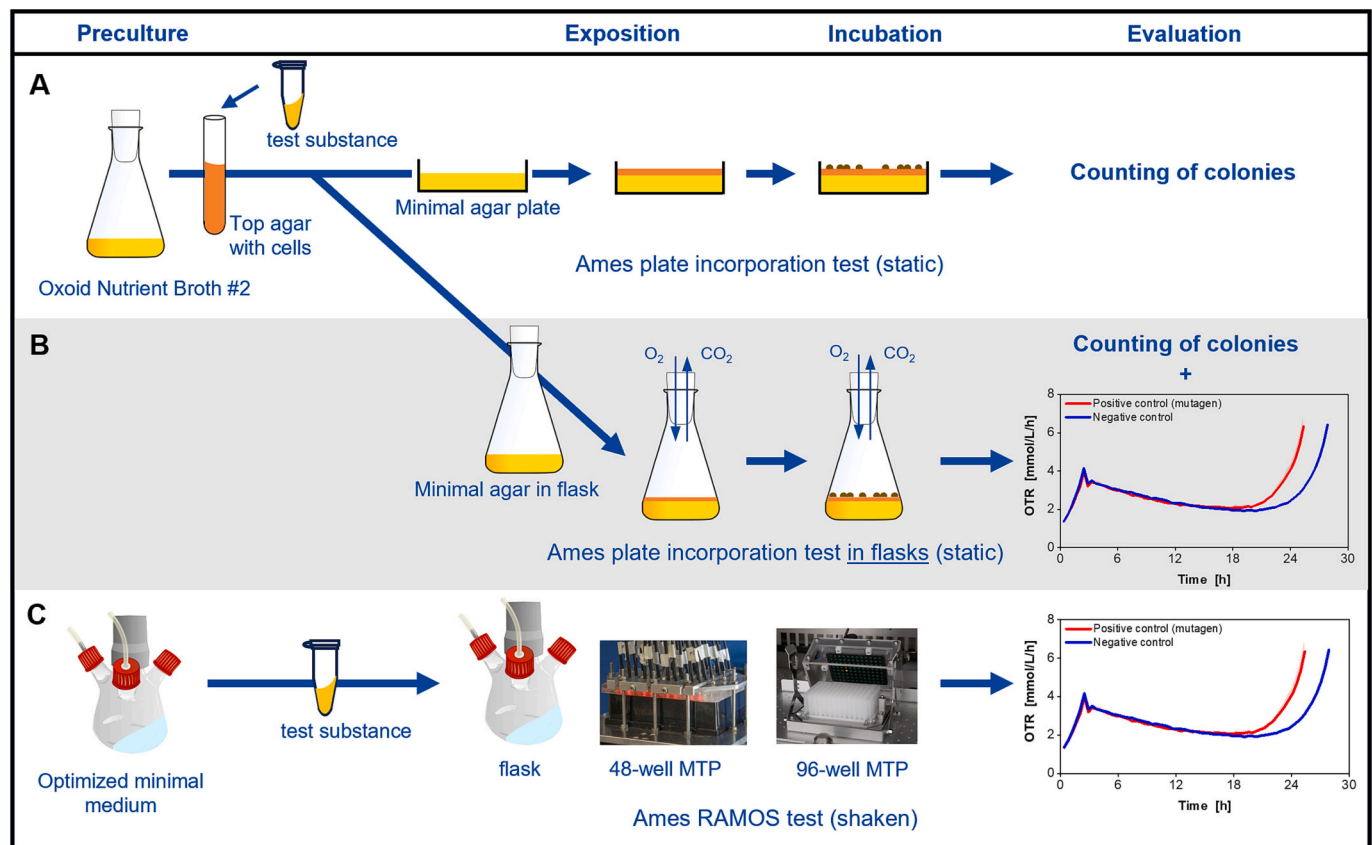 Preculture
Exposition
Incubation
Evaluation
A
test substance
Top agar
with cells
Oxoid Nutrient Broth #2
Minimal agar plate
Counting of colonies
Ames plate incorporation test (static)
B
O2
CO2
O2
CO2
Minimal agar in flask
Ames plate incorporation test in flasks (static)
Counting of colonies
+
Positive control (mutagen)
Negative control
OTR [mmol/L/h]
8
6
4
2
0
0 6 12 18 24 30
Time [h]
C
Optimized minimal
medium
test substance
flask
48-well MTP
96-well MTP
Ames RAMOS test (shaken)
Positive control (mutagen)
Negative control
OTR [mmol/L/h]
8
6
4
2
0
0 6 12 18 24 30
Time [h]